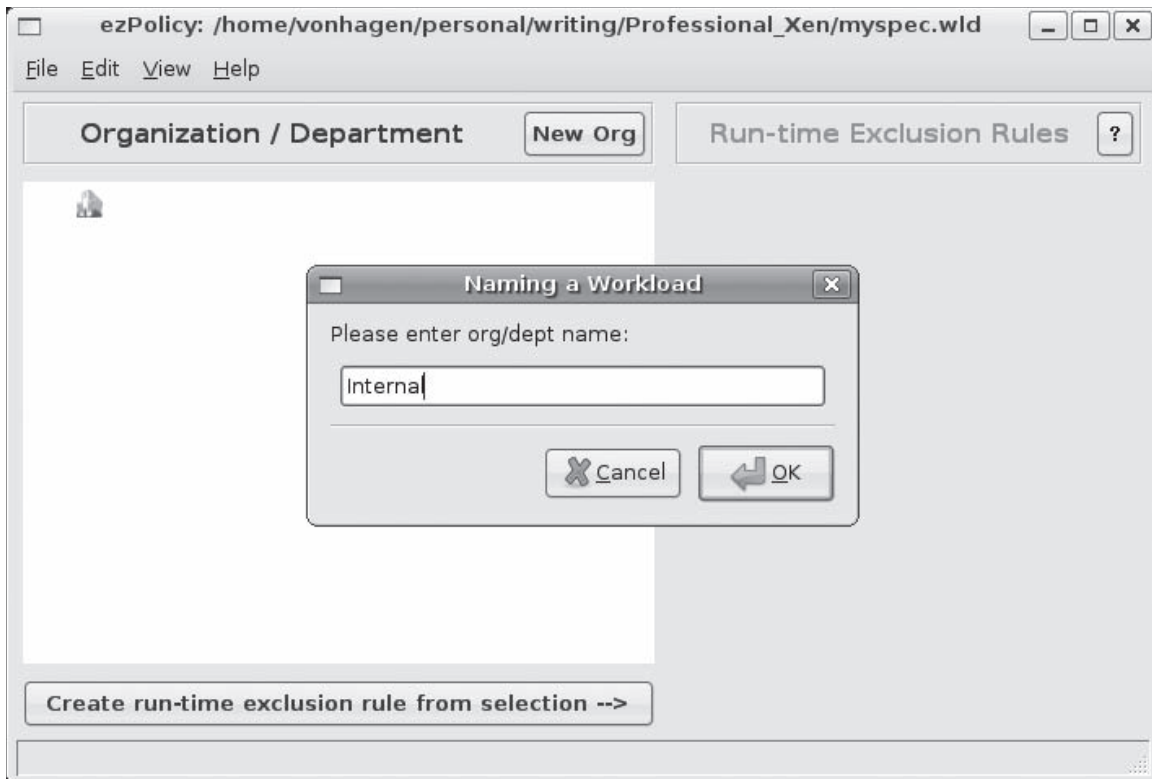 ezPolicy: /home/vonhagen/personal/writing/Professional_Xen/myspec.wld
File Edit View Help
Organization / Department New Org Run-time Exclusion Rules ?
Naming a Workload
Please enter org/dept name:
Internal
Cancel OK
Create run-time exclusion rule from selection -->